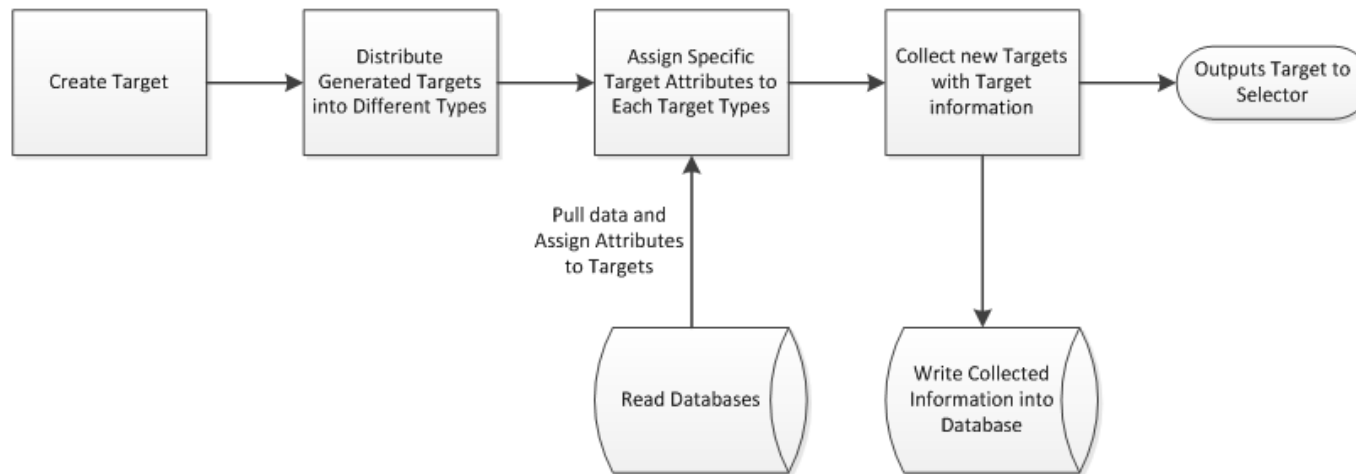 Create Target
Distribute
Generated Targets
into Different Types
Assign Specific
Target Attributes to
Each Target Types
Collect new Targets
with Target
information
Outputs Target to
Selector
Pull data and
Assign Attributes
to Targets
Read Databases
Write Collected
Information into
Database